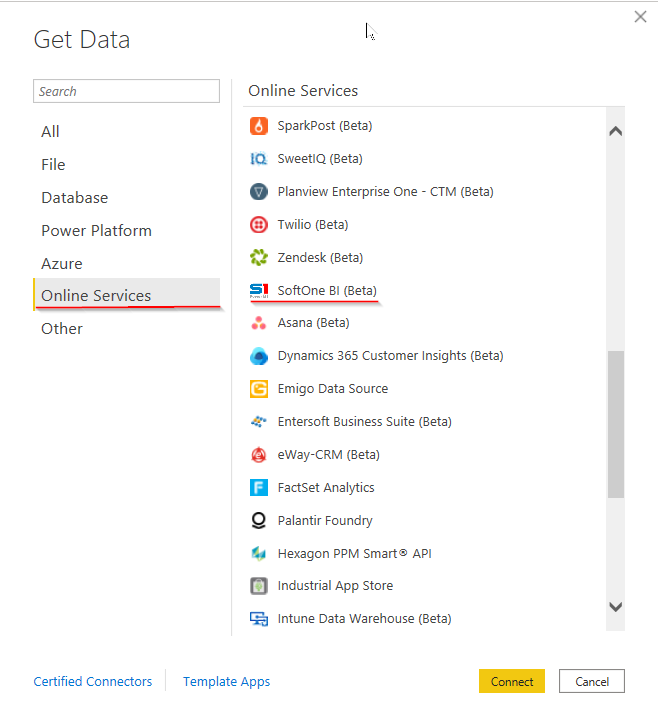 Get Data
Search
All
File
Database
Power Platform
Azure
Online Services
Other
Online Services
SparkPost (Beta)
IQ SweetIQ (Beta)
Planview Enterprise One - CTM (Beta)
Twilio (Beta)
Zendesk (Beta)
S1 SoftOne BI (Beta)
Asana (Beta)
Dynamics 365 Customer Insights (Beta)
Emigo Data Source
Entersoft Business Suite (Beta)
eWay-CRM (Beta)
F FactSet Analytics
Palantir Foundry
Hexagon PPM Smart® API
Industrial App Store
Intune Data Warehouse (Beta)
Certified Connectors
Template Apps
Connect
Cancel